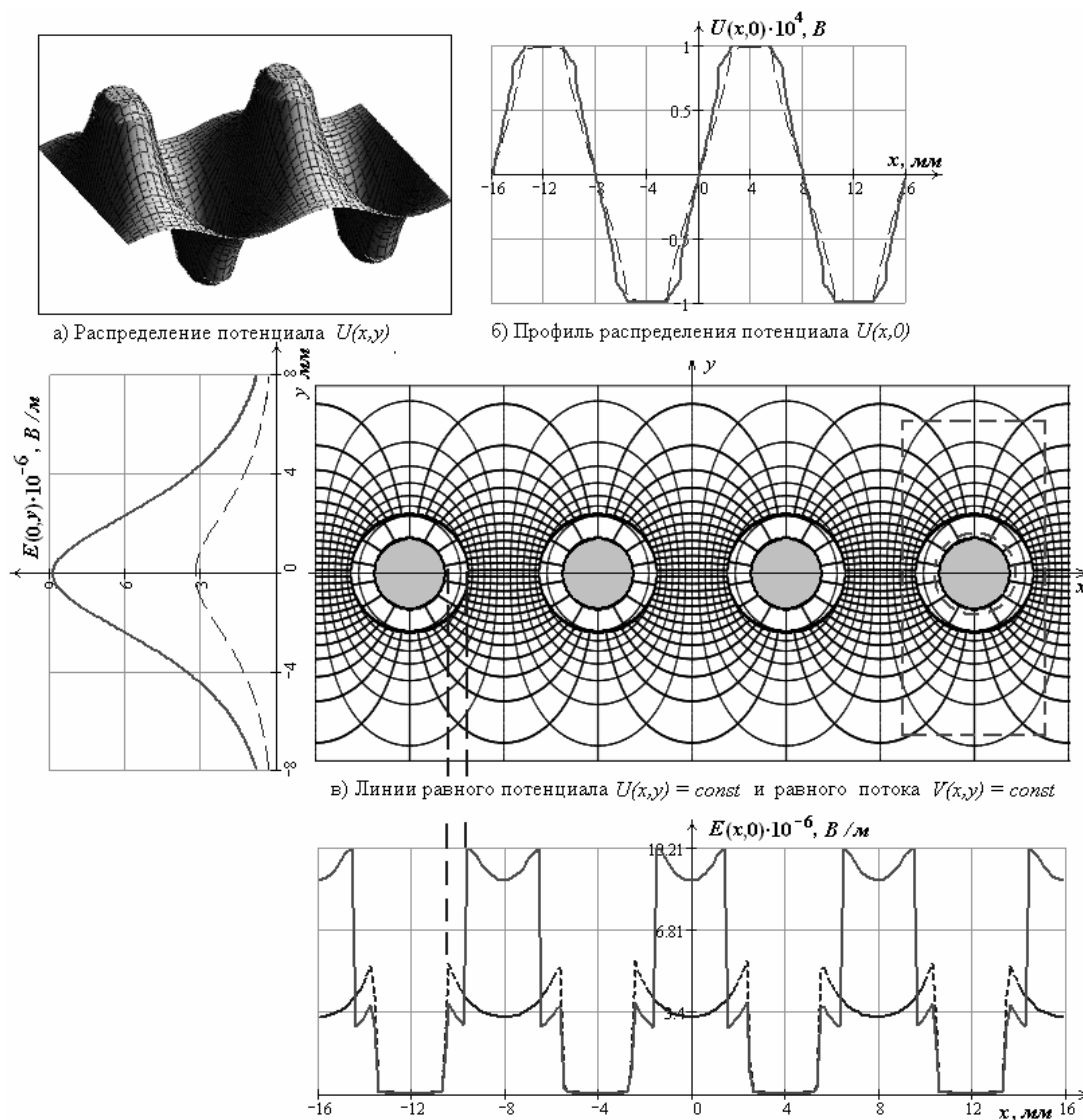 U(x,0)·10⁴, В
1
0.5
x, мм
-16 -12 -8 -4 0 4 8 12 16
-0.5
-1
а) Распределение потенциала U(x,y)
б) Профиль распределения потенциала U(x,0)
E(0,y)·10⁻⁶, В/м
9 6 3
y мм
8
4
0
-4
-8
y
x
в) Линии равного потенциала U(x,y) = const и равного потока V(x,y) = const
E(x,0)·10⁻⁶, В/м
10.21
6.81
3.4
-16 -12 -8 -4 0 4 8 12 16
x, мм